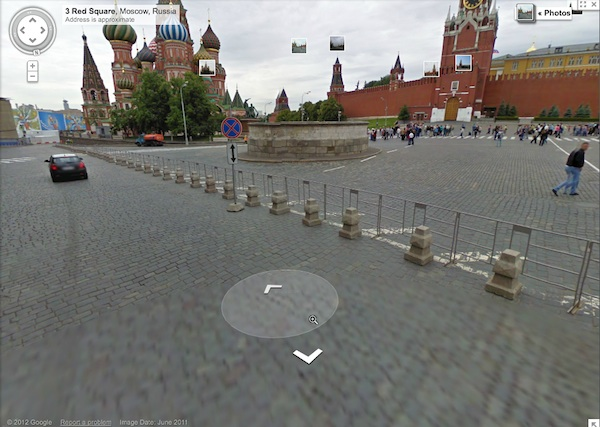 3 Red Square, Moscow, Russia
Address is approximate
Photos
N
+
−
© 2012 Google Report a problem Image Date: June 2011